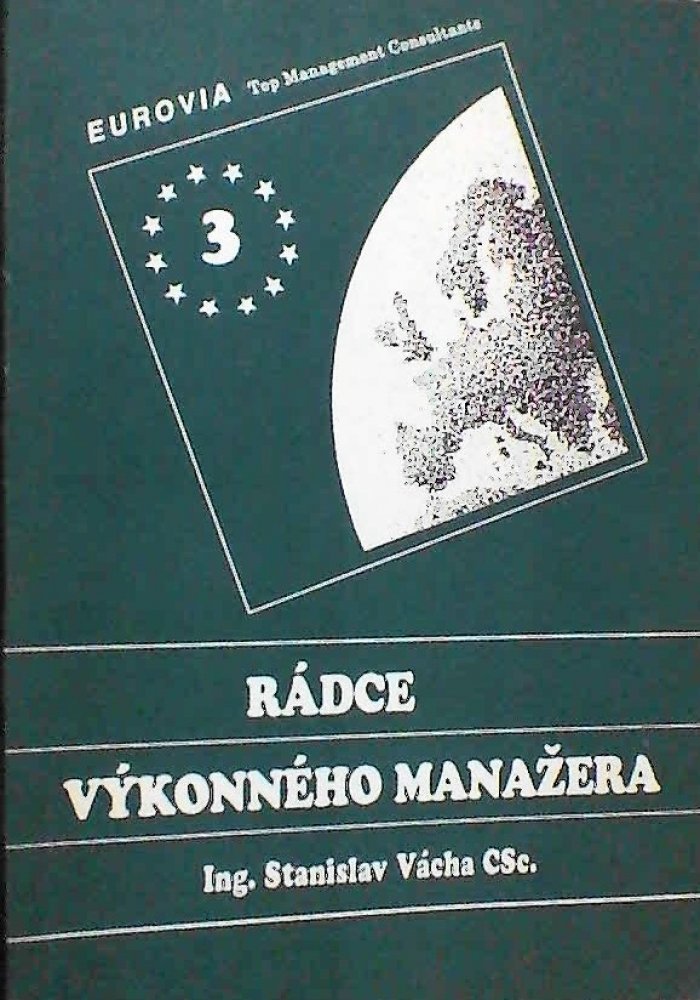 EUROVIA Top Management Consultants
3
RÁDCE
VÝKONNÉHO MANAŽERA
Ing. Stanislav Vácha CSc.